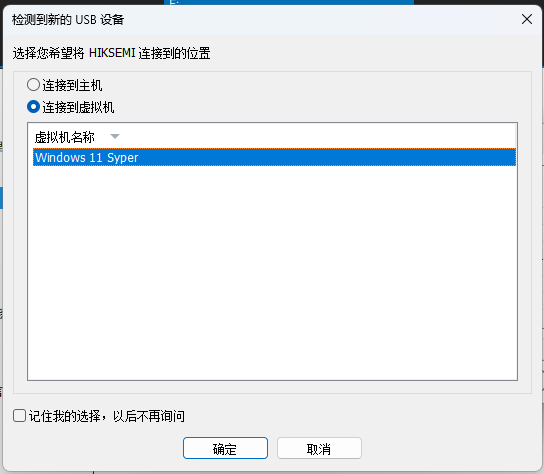 检测到新的 USB 设备
选择您希望将 HIKSEMI 连接到的位置
连接到主机
连接到虚拟机
虚拟机名称
Windows 11 Syper
记住我的选择，以后不再询问
确定
取消